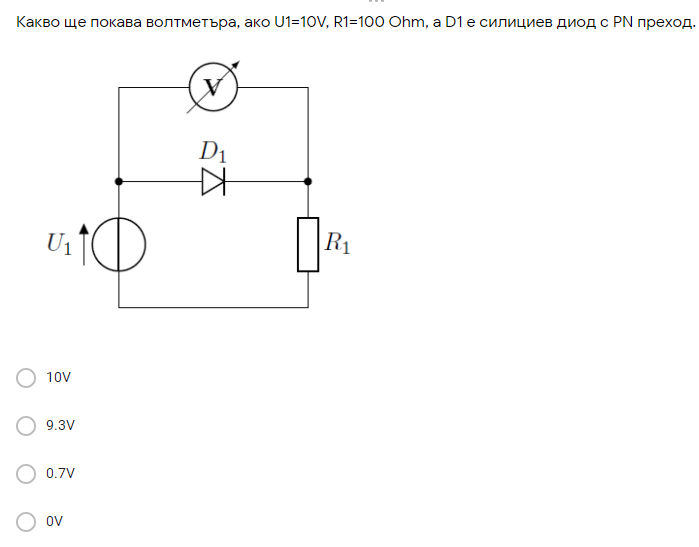 Какво ще покава волтметъра, ако U1=10V, R1=100 Ohm, а D1 е силициев диод с PN преход.
V
D1
U1
R1
10V
9.3V
0.7V
0V